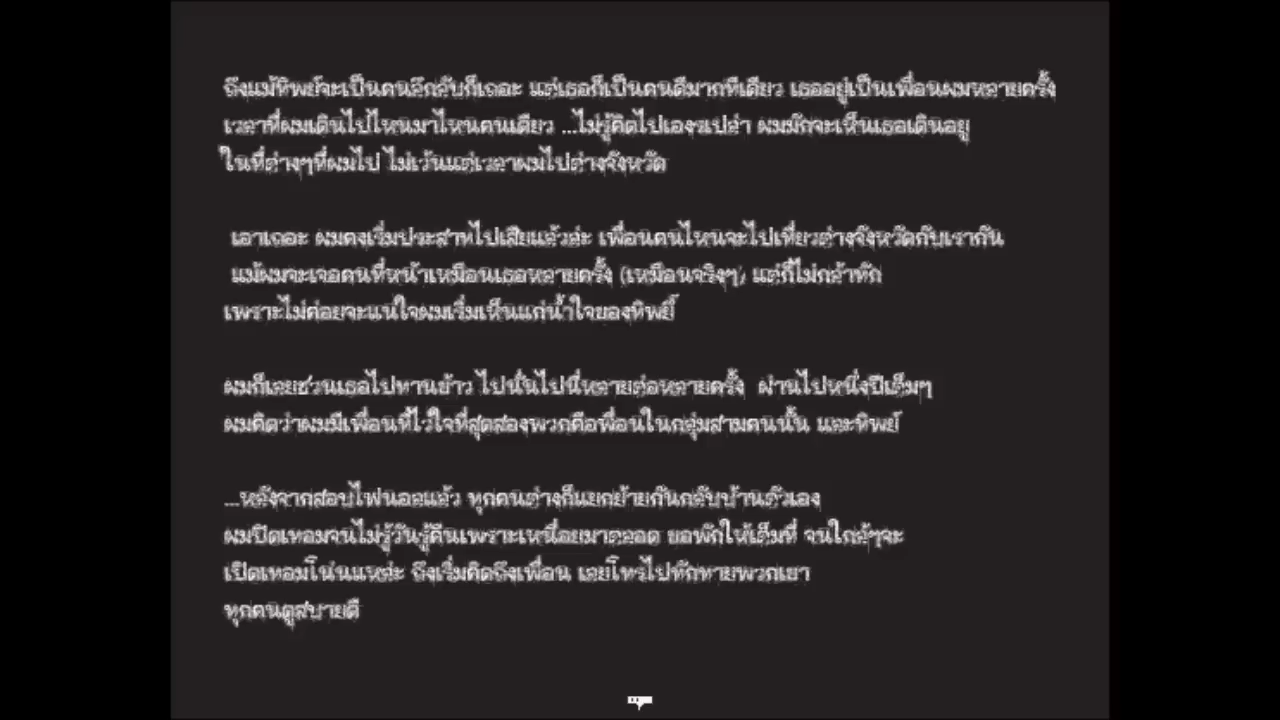 ถึงแม้ทิพย์จะเป็นคนลึกลับก็เถอะ แต่เธอก็เป็นคนดีมากทีเดียว เธออยู่เป็นเพื่อนผมหลายครั้ง
เวลาที่ผมเดินไปไหนมาไหนคนเดียว ...ไม่รู้คิดไปเองรึเปล่า ผมมักจะเห็นเธอเดินอยู่
ในที่ต่างๆที่ผมไป ไม่เว้นแต่เวลาผมไปต่างจังหวัด
เอาเถอะ ผมคงเริ่มประสาทไปเสียแล้วล่ะ เพื่อนคนไหนจะไปเที่ยวต่างจังหวัดกับเรากัน
แม้ผมจะเจอคนที่หน้าเหมือนเธอหลายครั้ง (เหมือนจริงๆ) แต่ก็ไม่กล้าทัก
เพราะไม่ค่อยจะแน่ใจผมเริ่มเห็นแก่น้ำใจของทิพย์
ผมก็เลยชวนเธอไปทานข้าว ไปนั่นไปนี่หลายต่อหลายครั้ง ผ่านไปหนึ่งปีเต็มๆ
ผมคิดว่าผมมีเพื่อนที่ไว้ใจที่สุดสองพวกคือพื่อนในกลุ่มสามคนนั้น และทิพย์
...หลังจากสอบไฟนอลแล้ว ทุกคนต่างก็แยกย้ายกันกลับบ้านตัวเอง
ผมปิดเทอมจนไม่รู้วันรู้คืนเพราะเหนื่อยมาตลอด ขอพักให้เต็มที่ จนใกล้ๆจะ
เปิดเทอมโน่นแหล่ะ ถึงเริ่มคิดถึงเพื่อน เลยโทรไปทักทายพวกเขา
ทุกคนดูสบายดี